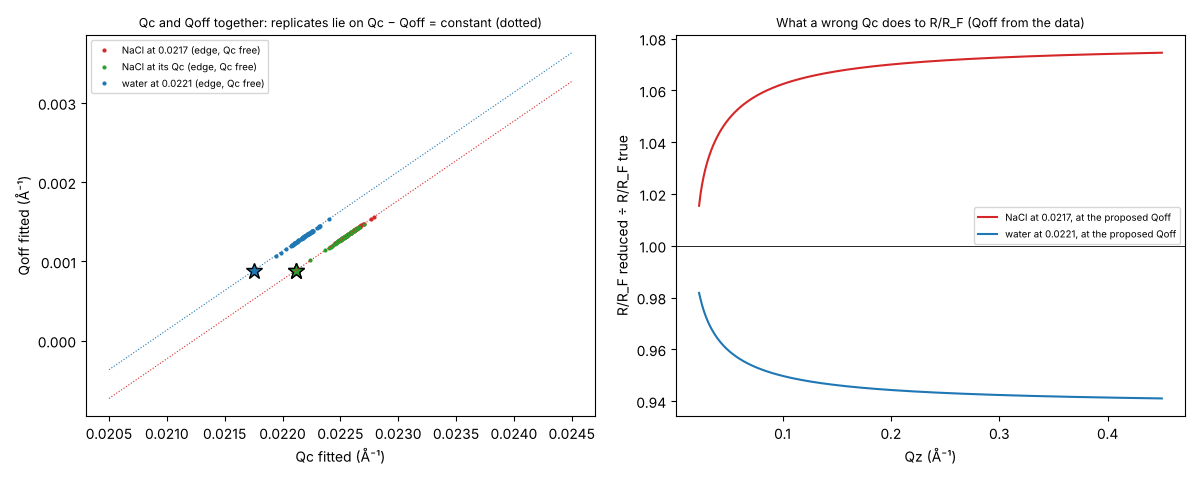 Qc and Qoff together: replicates lie on Qc − Qoff = constant (dotted)
NaCl at 0.0217 (edge, Qc free)
NaCl at its Qc (edge, Qc free)
water at 0.0221 (edge, Qc free)
0.003
0.002
0.001
0.000
Qoff fitted (Å⁻¹)
0.0205 0.0210 0.0215 0.0220 0.0225 0.0230 0.0235 0.0240 0.0245
Qc fitted (Å⁻¹)
What a wrong Qc does to R/R_F (Qoff from the data)
1.08
1.06
1.04
1.02
1.00
0.98
0.96
0.94
R/R_F reduced ÷ R/R_F true
NaCl at 0.0217, at the proposed Qoff
water at 0.0221, at the proposed Qoff
0.1 0.2 0.3 0.4
Qz (Å⁻¹)